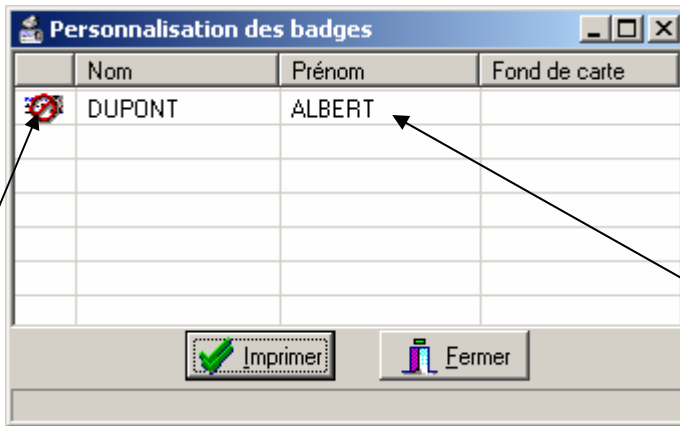 Personnalisation des badges
Nom Prénom Fond de carte
DUPONT ALBERT
Imprimer Fermer